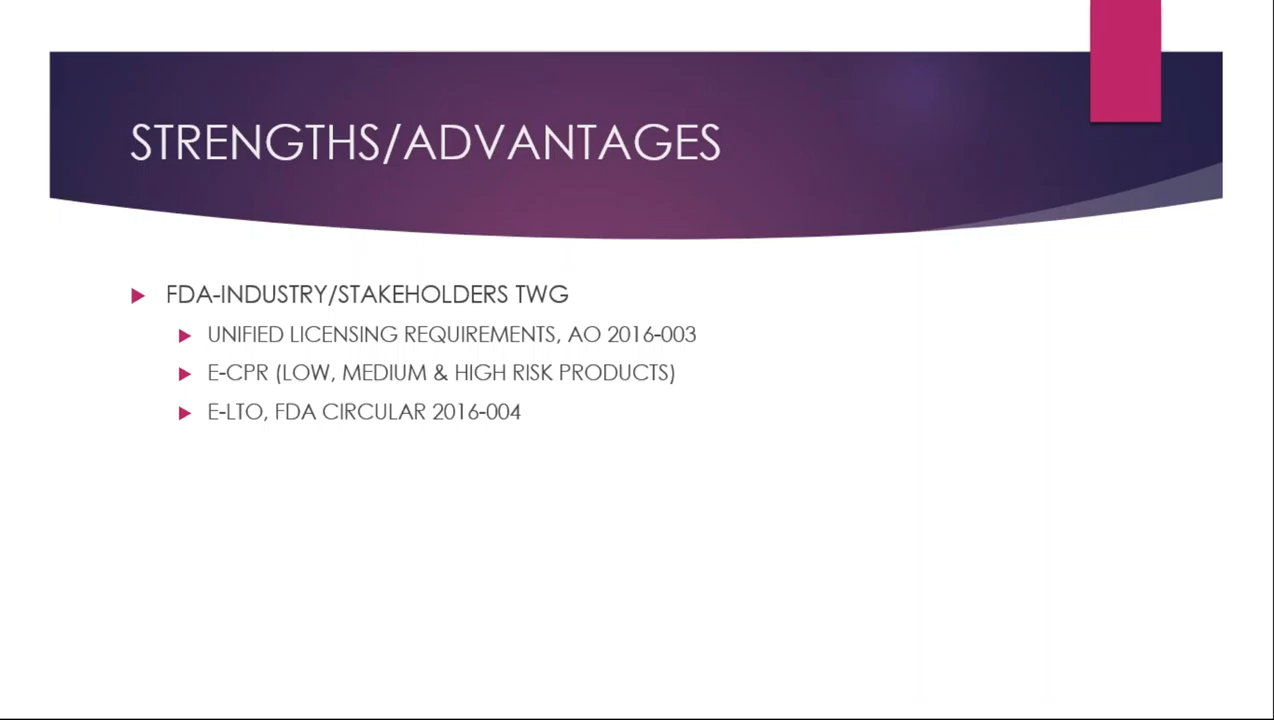 STRENGTHS/ADVANTAGES
FDA-INDUSTRY/STAKEHOLDERS TWG
UNIFIED LICENSING REQUIREMENTS, AO 2016-003
E-CPR (LOW, MEDIUM & HIGH RISK PRODUCTS)
E-LTO, FDA CIRCULAR 2016-004